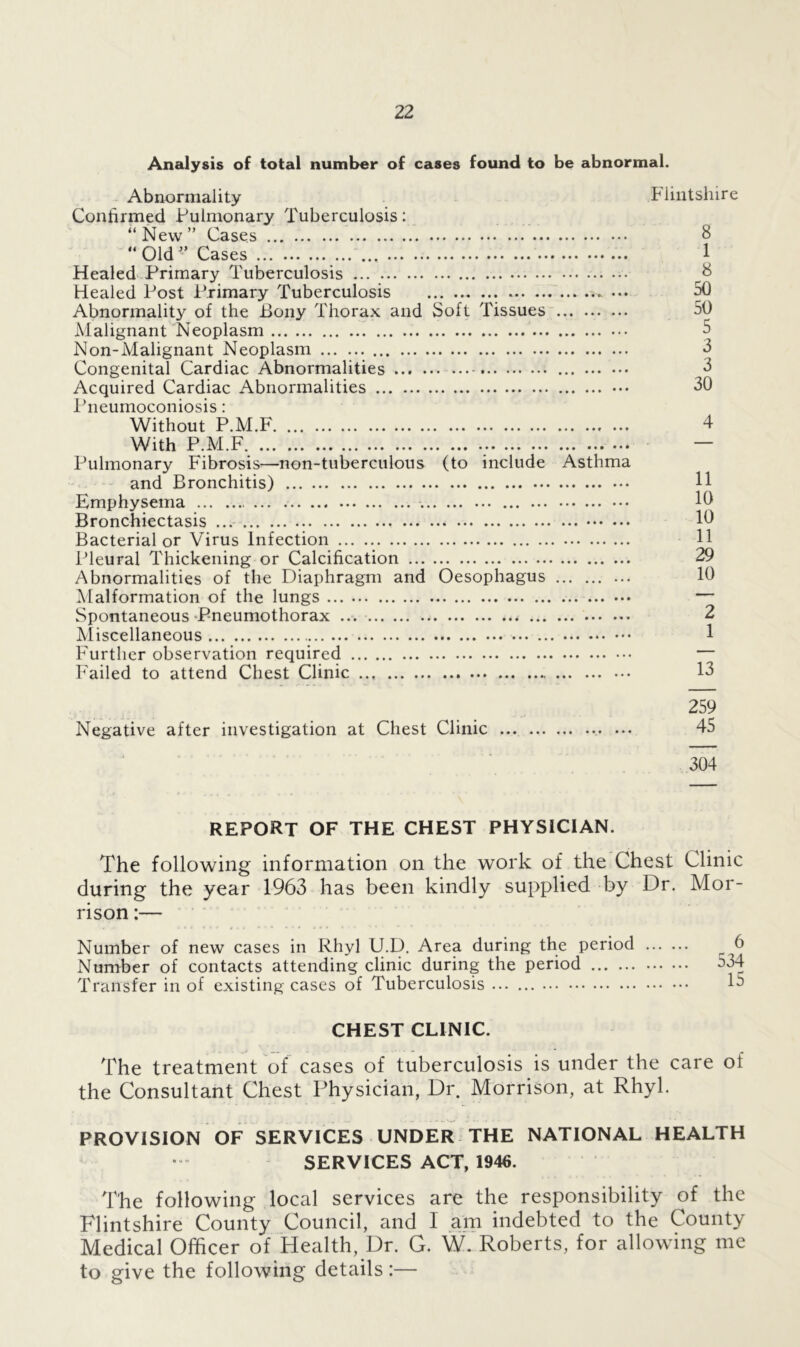 22
Analysis of total number of cases found to be abnormal.
Abnormality Flintshire
Confirmed Pulmonary Tuberculosis:
“New” Cases ... ... ... ... ... ... ... ... ... ... ... ... ... 8
“Old” Cases ... ... ... ... ... ... ... ... ... ... ... ... ... 1
Healed Primary Tuberculosis ... ... ... ... ... ... ... ... ... ... 8
Healed Post Primary Tuberculosis ... ... ... ... ... ... ... ... 50
Abnormality of the Bony Thorax and Soft Tissues ... ... ... 50
Malignant Neoplasm ... ... ... ... ... ... ... ... ... ... ... ... 5
Non-Malignant Neoplasm ... ... ... ... ... ... ... ... ... ... ... 3
Congenital Cardiac Abnormalities ... ... ... ... ... ... ... ... ... 3
Acquired Cardiac Abnormalities ... ... ... ... ... ... ... ... ... 30
Pneumoconiosis:
Without P.M.F. ... ... ... ... ... ... ... ... ... ... ... ... 4
With P.M.F. ... ... ... ... ... ... ... ... ... ... ... ... ... —
Pulmonary Fibrosis—non-tuberculous (to include Asthma
and Bronchitis) ... ... ... ... ... ... ... ... ... ... ... ... 11
Emphysema ... ... ... ... ... ... ... ... ... ... ... ... ... ... 10
Bronchiectasis ... ... ... ... ... ... ... ... ... ... ... ... ... ... 10
Bacterial or Virus Infection ... ... ... ... ... ... ... ... ... ... 11
Pleural Thickening or Calcification ... ... ... ... ... ... ... ... 29
Abnormalities of the Diaphragm and Oesophagus ... ... ... 10
Malformation of the lungs ... ... ... ... ... ... ... ... ... ... ... —
Spontaneous Pneumothorax ... ... ... ... ... ... ... ... ... ... 2
Miscellaneous ... ... ... ... ... ... ... ... ... ... ... ... ... ... 1
Further observation required ... ... ... ... ... ... ... ... ... ... —
Failed to attend Chest Clinic ... ... ... ... ... ... ... ... ... ... 13
259
Negative after investigation at Chest Clinic ... ... ... ... ... 45
304
REPORT OF THE CHEST PHYSICIAN.
The following information on the work of the Chest Clinic
during the year 1963 has been kindly supplied by Dr. Mor-
rison:—
Number of new cases in Rhyl U.D. Area during the period ... ... 6
Number of contacts attending clinic during the period ... ... ... ... 534
Transfer in of existing cases of Tuberculosis ... ... ... ... ... ... ... 15
CHEST CLINIC.
The treatment of cases of tuberculosis is under the care of
the Consultant Chest Physician, Dr. Morrison, at Rhyl.
PROVISION OF SERVICES UNDER THE NATIONAL HEALTH
SERVICES ACT, 1946.
The following local services are the responsibility of the
Flintshire County Council, and I am indebted to the County
Medical Officer of Health, Dr. G. W. Roberts, for allowing me
to give the following details:—